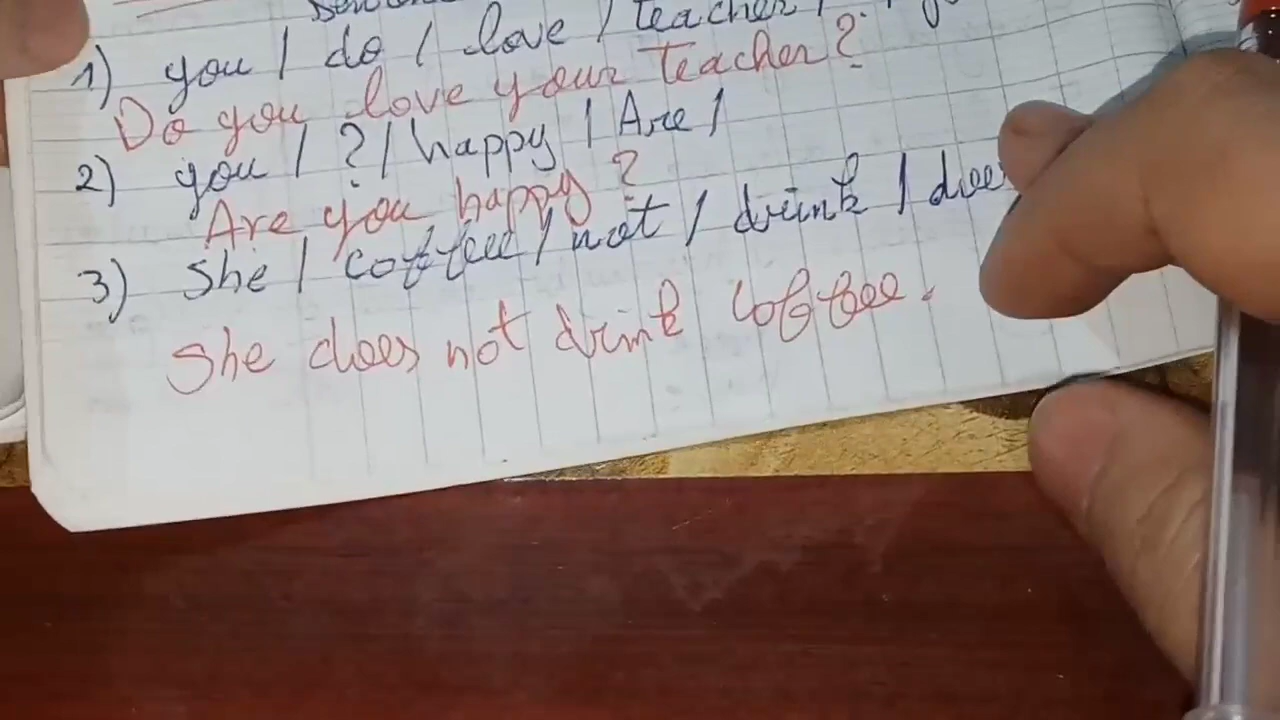 1) you / do / love / teacher /
Do you love your teacher?
2) you / ? / happy / Are /
Are you happy?
3) She / coffee / not / drink / does
She does not drink coffee.